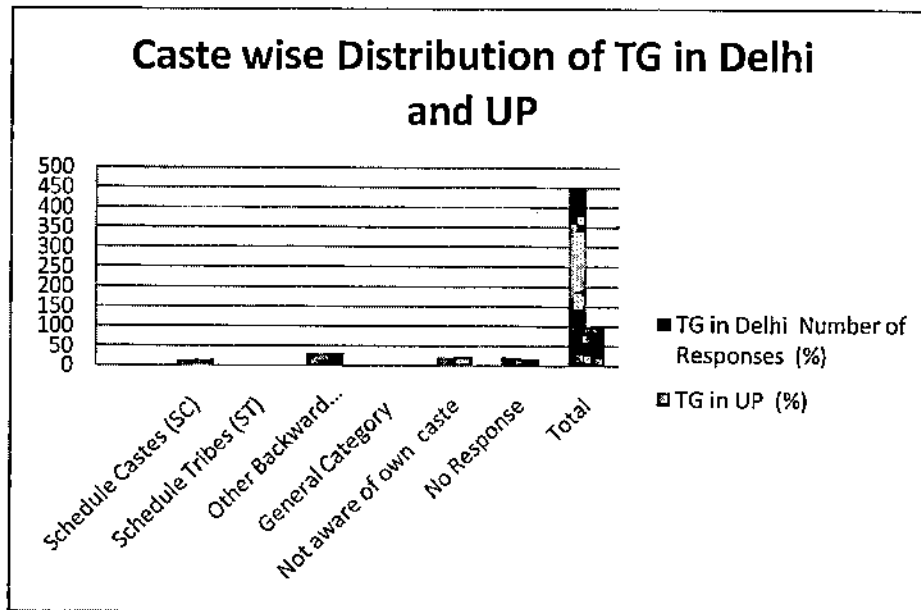 Caste wise Distribution of TG in Delhi
and UP
500
450
400
350
300
250
200
150
100
50
0
Schedule Castes (SC)
Schedule Tribes (ST)
Other Backward...
General Category
Not aware of own caste
No Response
Total
TG in Delhi Number of
Responses (%)
TG in UP (%)